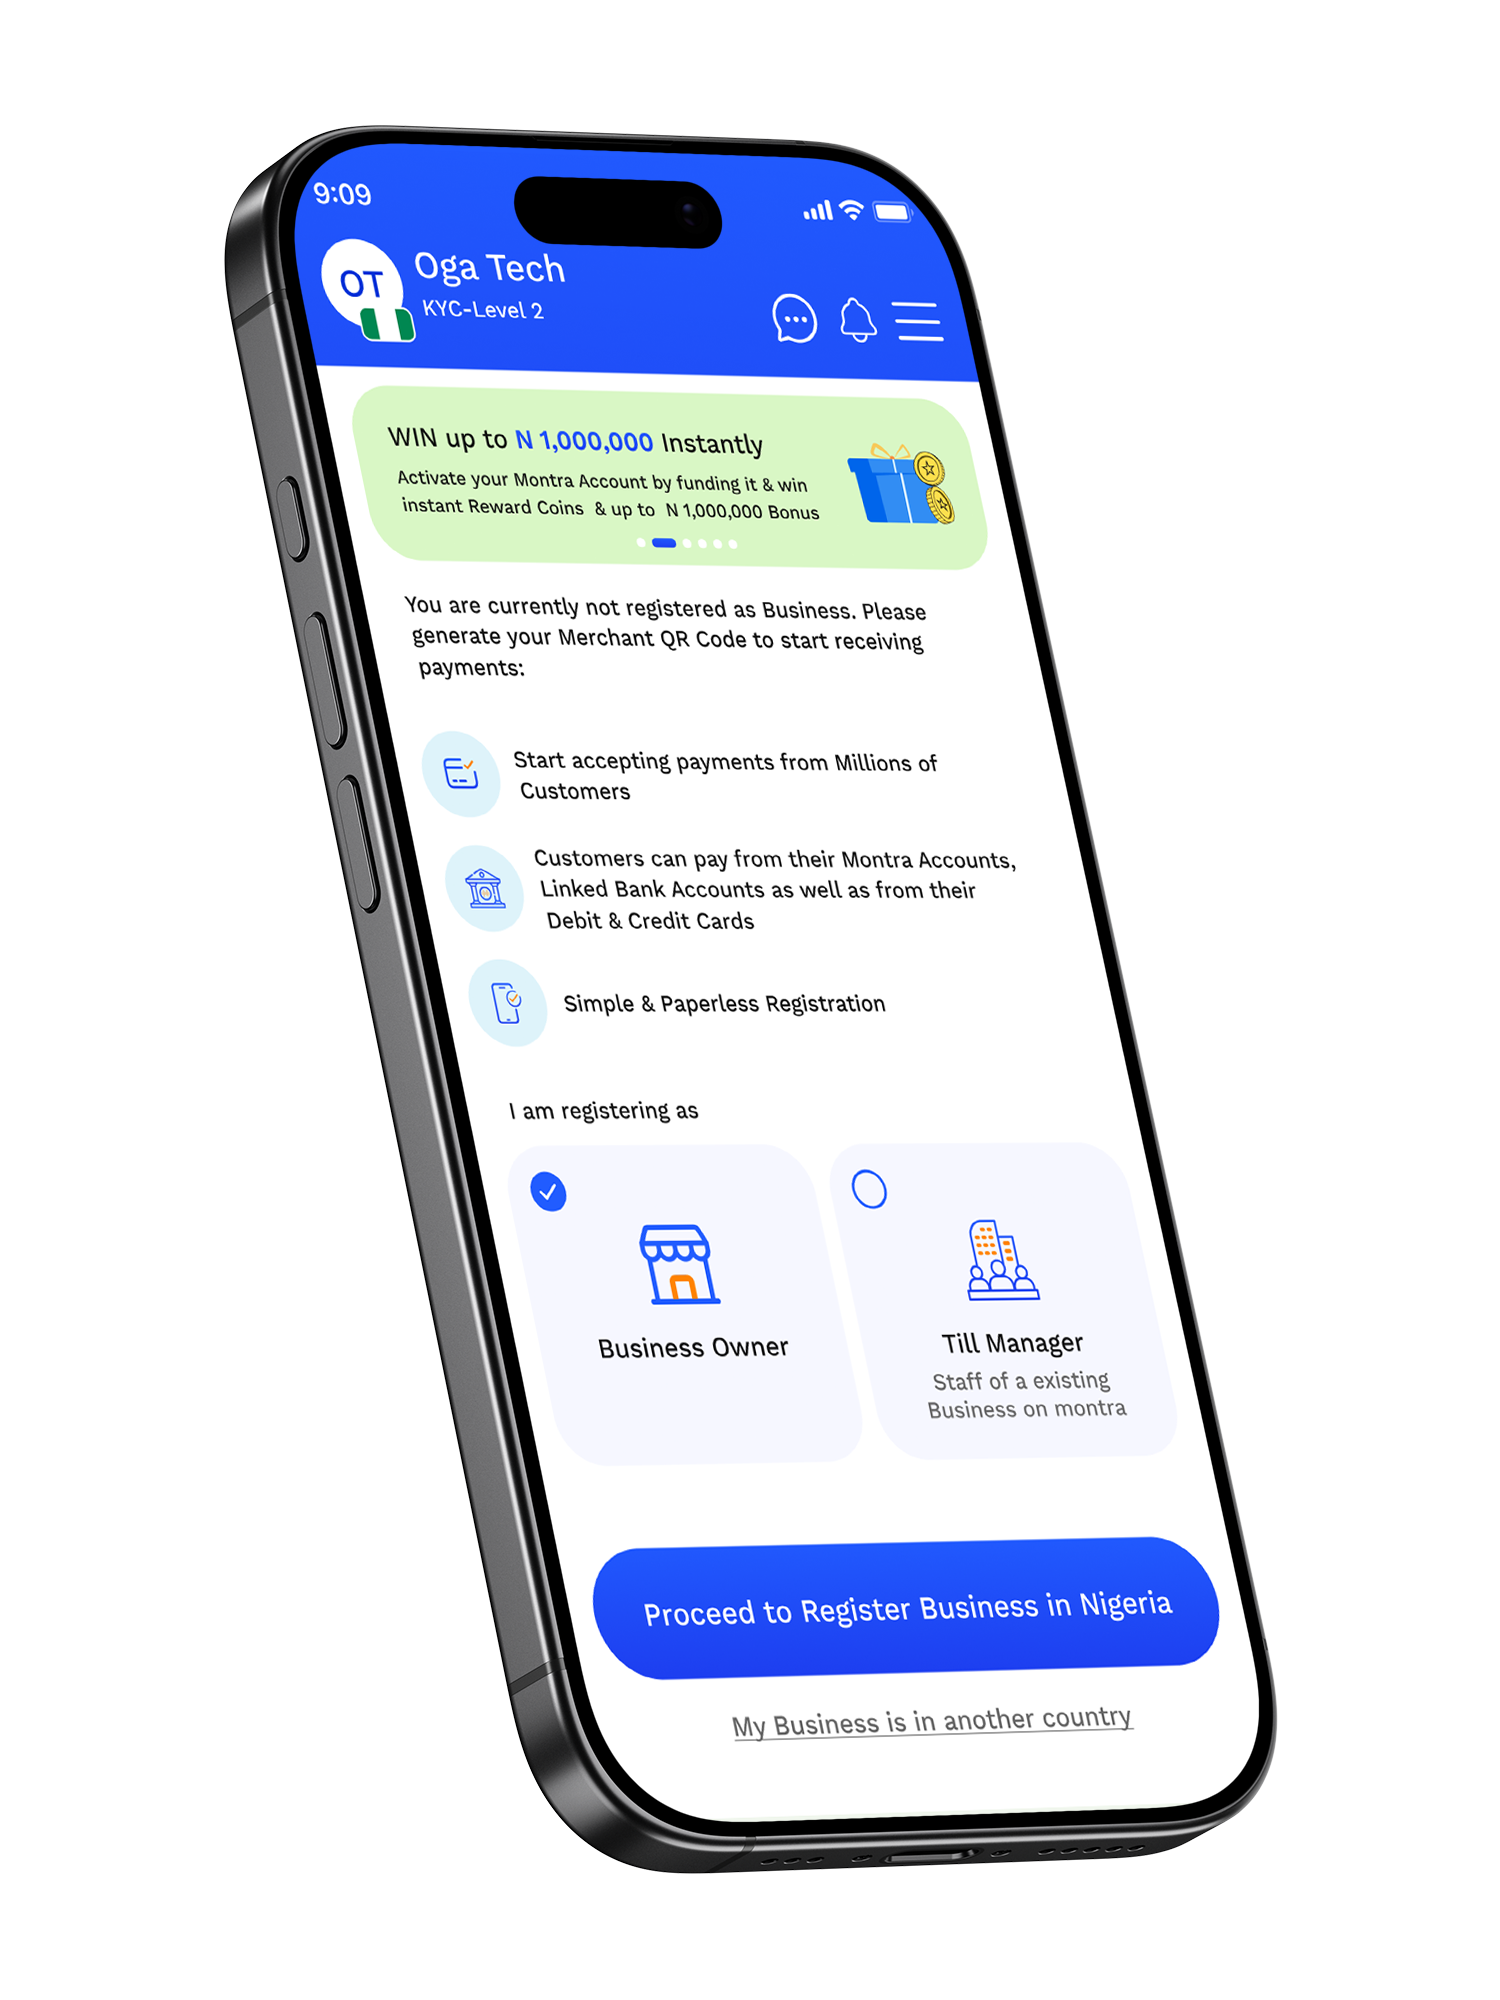 9:09
OT
Oga Tech
KYC-Level 2
WIN up to N 1,000,000 Instantly
Activate your Montra Account by funding it & win
instant Reward Coins & up to N 1,000,000 Bonus
You are currently not registered as Business. Please
generate your Merchant QR Code to start receiving
payments:
Start accepting payments from Millions of
Customers
Customers can pay from their Montra Accounts,
Linked Bank Accounts as well as from their
Debit & Credit Cards
Simple & Paperless Registration
I am registering as
Business Owner
Till Manager
Staff of a existing
Business on montra
Proceed to Register Business in Nigeria
My Business is in another country